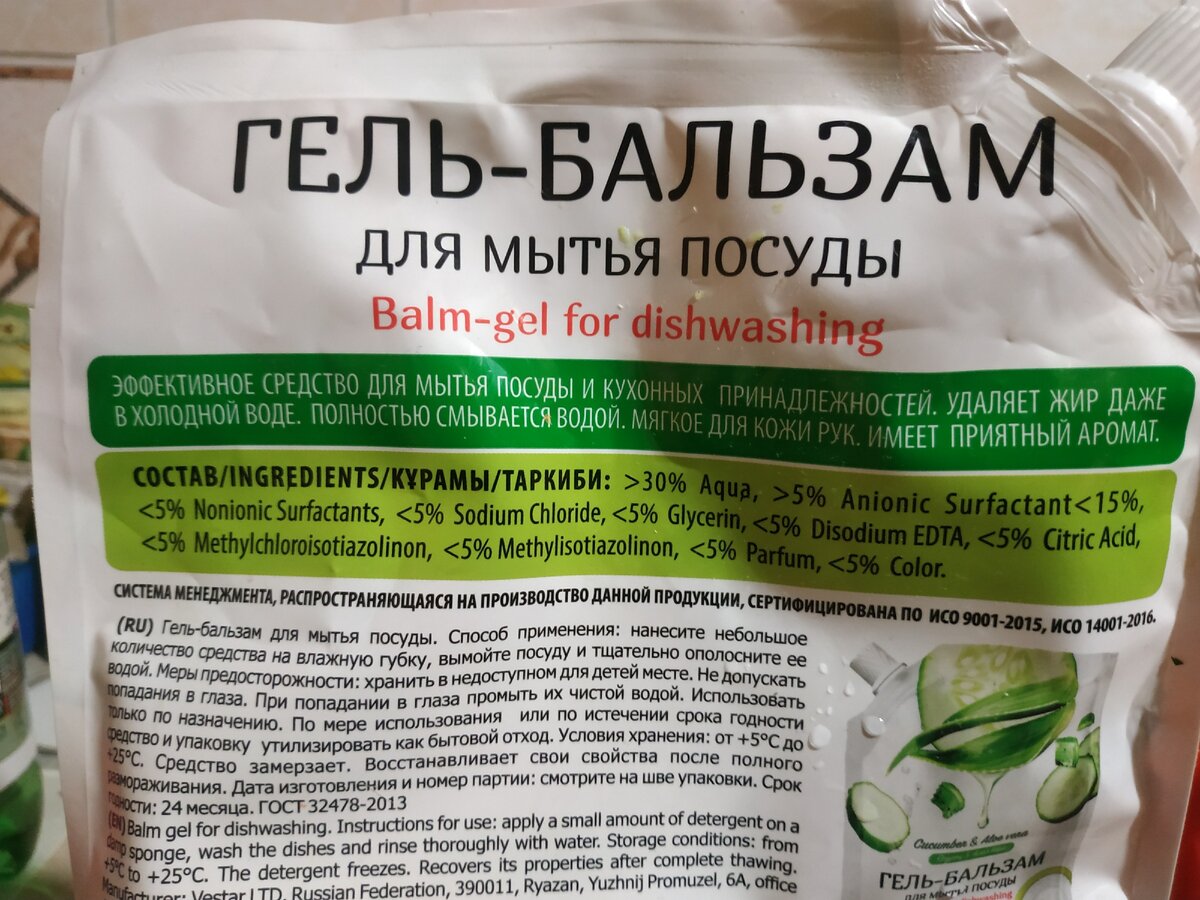 ГЕЛЬ-БАЛЬЗАМ
ДЛЯ МЫТЬЯ ПОСУДЫ
Balm-gel for dishwashing
ЭФФЕКТИВНОЕ СРЕДСТВО ДЛЯ МЫТЬЯ ПОСУДЫ И КУХОННЫХ ПРИНАДЛЕЖНОСТЕЙ. УДАЛЯЕТ ЖИР ДАЖЕ
В ХОЛОДНОЙ ВОДЕ. ПОЛНОСТЬЮ СМЫВАЕТСЯ ВОДОЙ. МЯГКОЕ ДЛЯ КОЖИ РУК. ИМЕЕТ ПРИЯТНЫЙ АРОМАТ.
СОСТАВ/INGREDIENTS/ҚҰРАМЫ/ТАРКИБИ: >30% Aqua, >5% Anionic Surfactant<15%,
<5% Nonionic Surfactants, <5% Sodium Chloride, <5% Glycerin, <5% Disodium EDTA, <5% Citric Acid,
<5% Methylchloroisotiazolinon, <5% Methylisotiazolinon, <5% Parfum, <5% Color.
СИСТЕМА МЕНЕДЖМЕНТА, РАСПРОСТРАНЯЮЩАЯСЯ НА ПРОИЗВОДСТВО ДАННОЙ ПРОДУКЦИИ, СЕРТИФИЦИРОВАНА ПО ИСО 9001-2015, ИСО 14001-2016.
(RU) Гель-бальзам для мытья посуды. Способ применения: нанесите небольшое
количество средства на влажную губку, вымойте посуду и тщательно ополосните ее
водой. Меры предосторожности: хранить в недоступном для детей месте. Не допускать
попадания в глаза. При попадании в глаза промыть их чистой водой. Использовать
только по назначению. По мере использования или по истечении срока годности
средство и упаковку утилизировать как бытовой отход. Условия хранения: от +5°С до
+25°С. Средство замерзает. Восстанавливает свои свойства после полного
размораживания. Дата изготовления и номер партии: смотрите на шве упаковки. Срок
годности: 24 месяца. ГОСТ 32478-2013
(EN) Balm gel for dishwashing. Instructions for use: apply a small amount of detergent on a
damp sponge, wash the dishes and rinse thoroughly with water. Storage conditions: from
+5°C to +25°C. The detergent freezes. Recovers its properties after complete thawing.
Manufacturer: Vestar LTD, Russian Federation, 390011, Ryazan, Yuzhnij Promuzel, 6A, office
Cucumber & Aloe vera
ГЕЛЬ-БАЛЬЗАМ
ДЛЯ МЫТЬЯ ПОСУДЫ